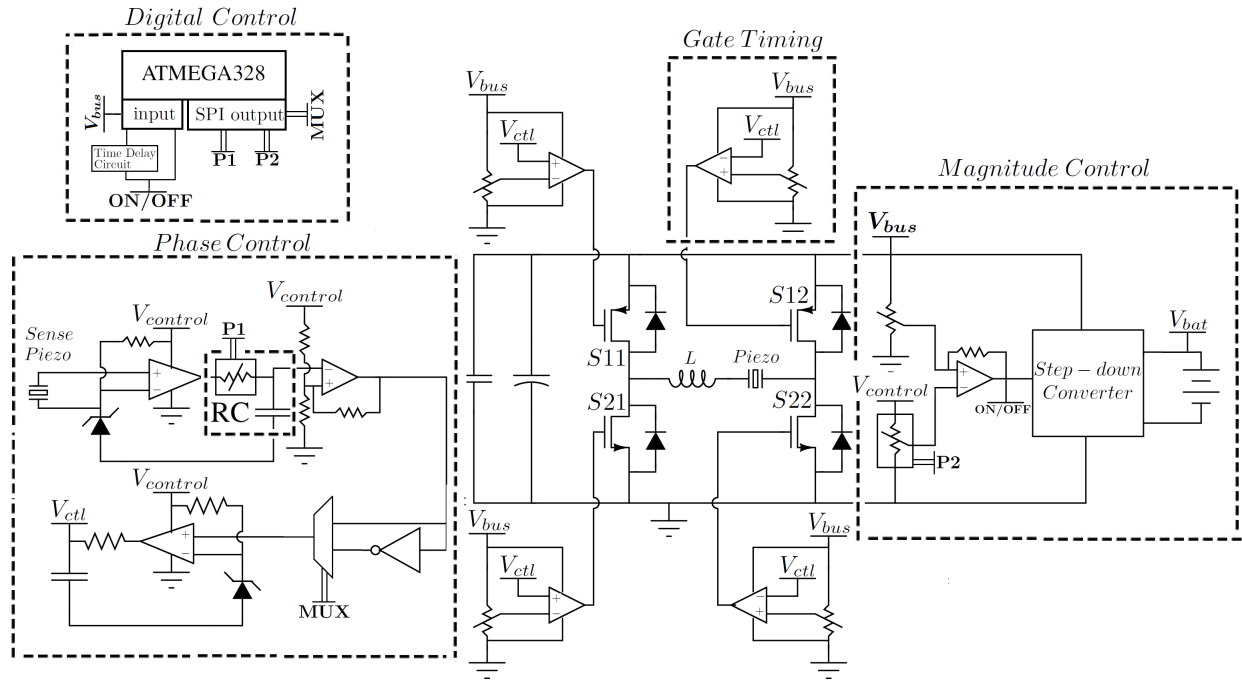 Digital Control
ATMEGA328
input
SPI output
V_bus
MUX
Time Delay
Circuit
P1
P2
ON/OFF
Phase Control
Sense
Piezo
V_control
+
−
P1
RC
V_control
−
+
V_ctl
V_control
+
−
MUX
V_bus
V_ctl
+
−
Gate Timing
V_bus
V_ctl
−
+
S11
S12
L
Piezo
S21
S22
V_bus
V_ctl
+
−
V_bus
V_ctl
−
+
Magnitude Control
V_bus
V_control
+
−
ON/OFF
P2
Step−down
Converter
V_bat